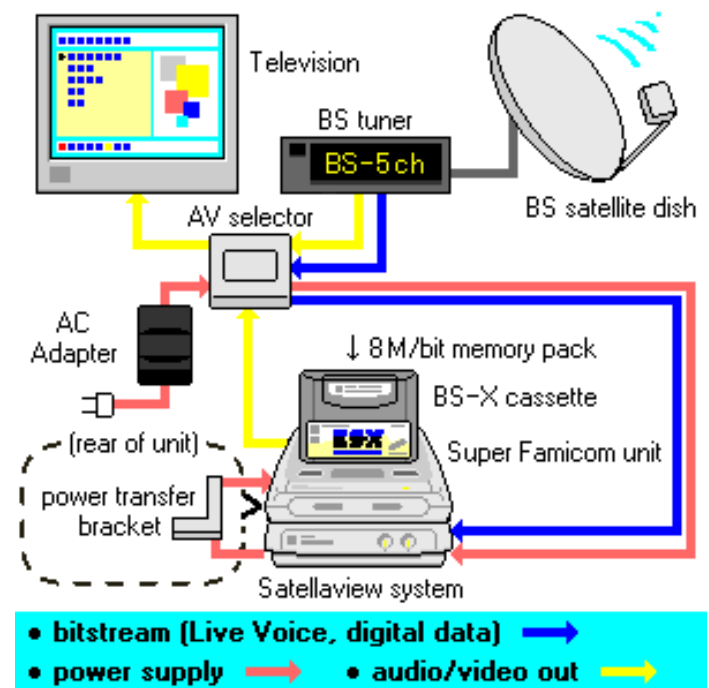 Television
BS tuner
BS-5ch
BS satellite dish
AV selector
AC
Adapter
↓ 8M/bit memory pack
BS-X cassette
BSX
Super Famicom unit
(rear of unit)
power transfer
bracket
Satellaview system
• bitstream (Live Voice, digital data)
• power supply • audio/video out